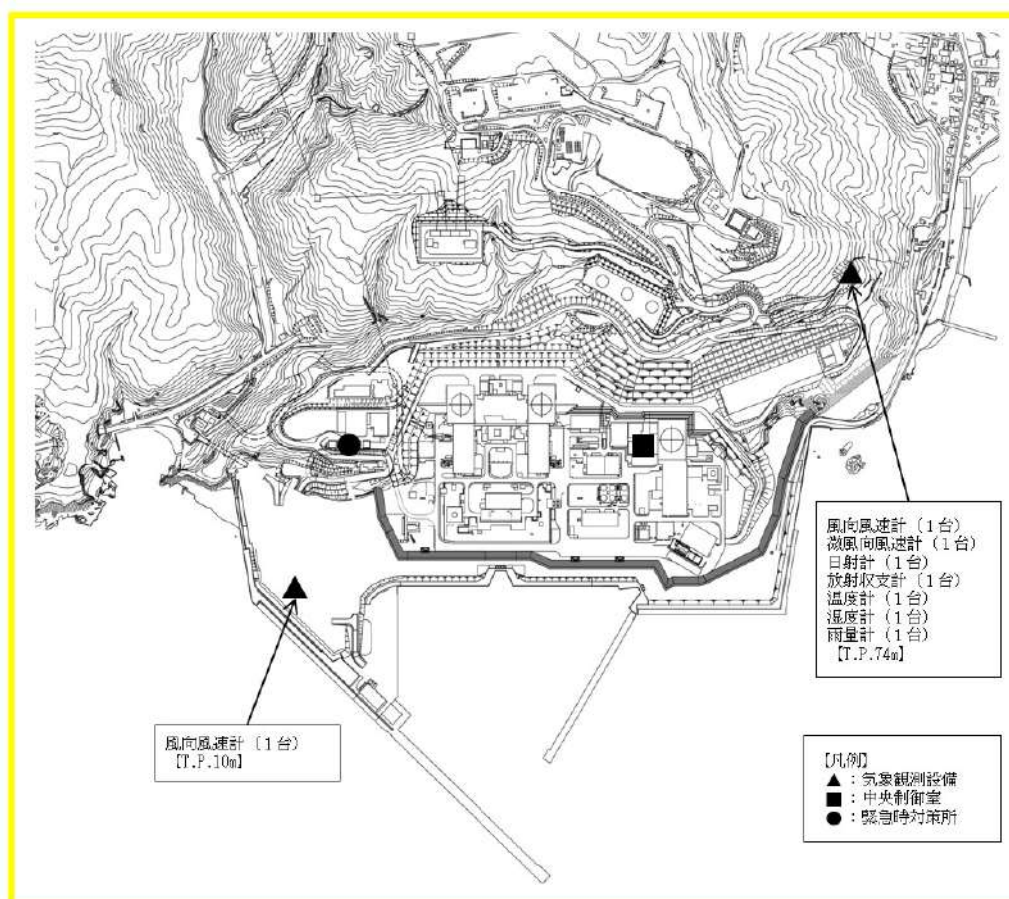 風向風速計（1台）
微風向風速計（1台）
日射計（1台）
放射収支計（1台）
温度計（1台）
湿度計（1台）
雨量計（1台）
【T.P.74m】
風向風速計（1台）
【T.P.10m】
【凡例】
▲：気象観測設備
■：中央制御室
●：緊急時対策所